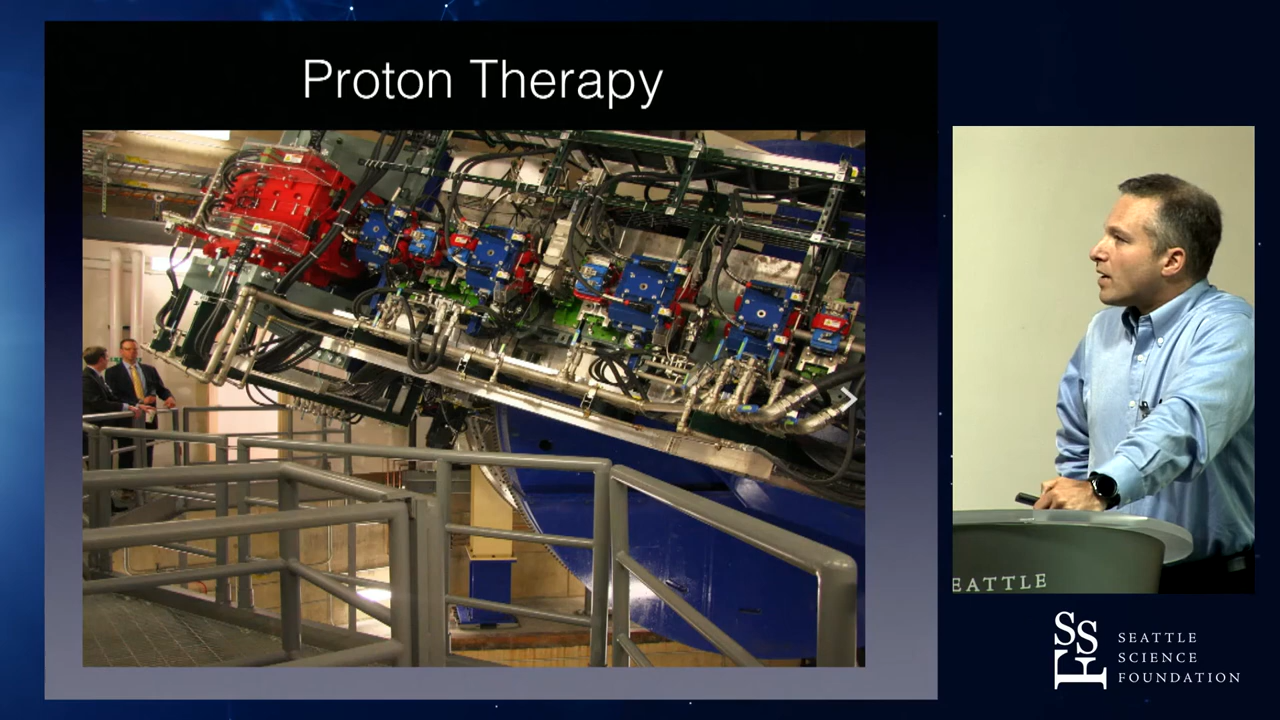 Proton Therapy
EATTLE
SSF
SEATTLE
SCIENCE
FOUNDATION